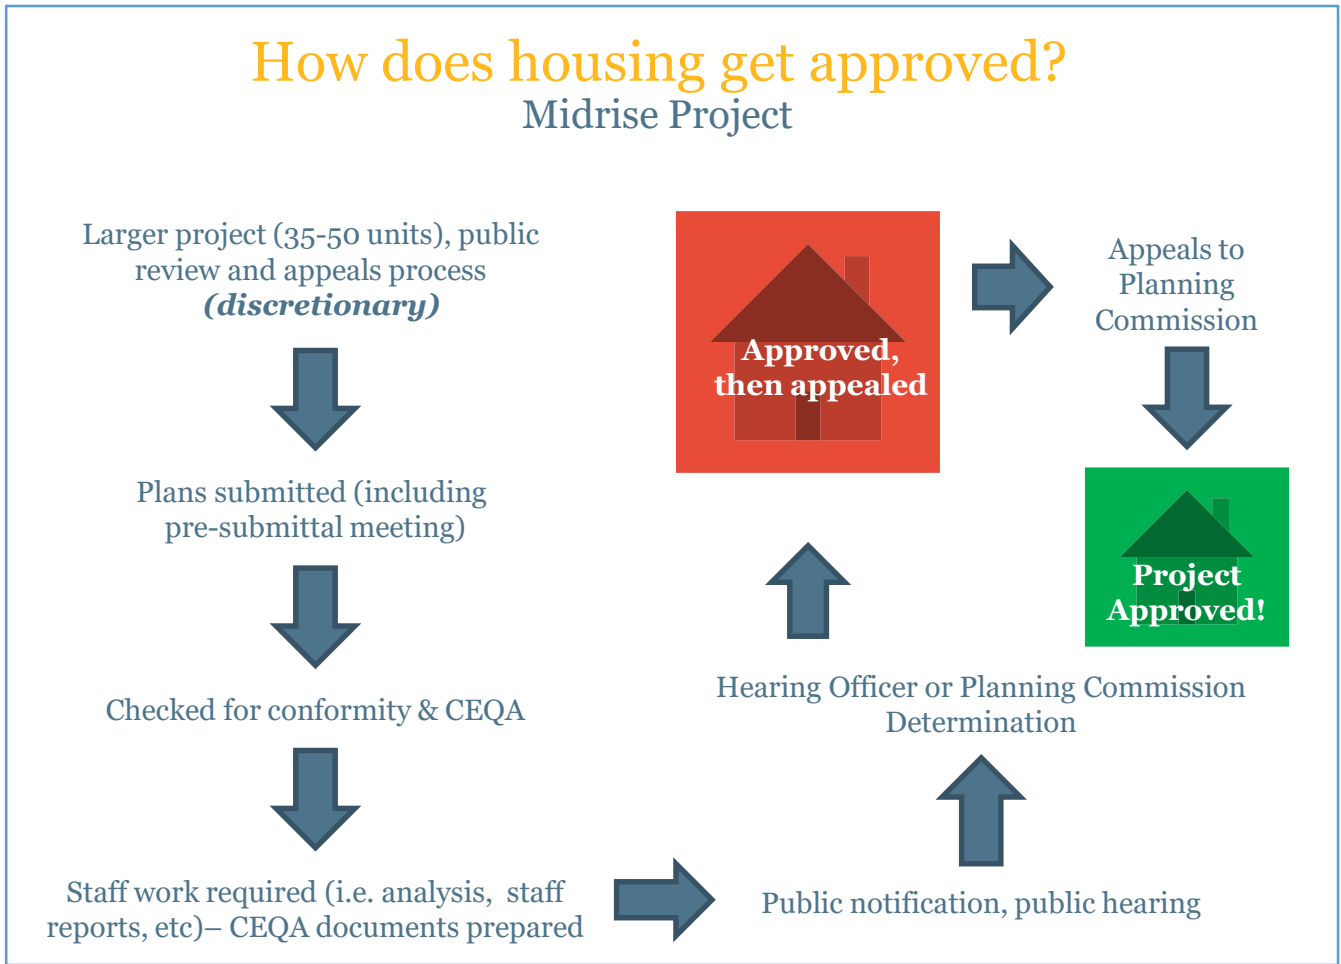 How does housing get approved?
Midrise Project
Larger project (35-50 units), public
review and appeals process
(discretionary)
Plans submitted (including
pre-submittal meeting)
Checked for conformity & CEQA
Staff work required (i.e. analysis,  staff
reports, etc)– CEQA documents prepared
Public notification, public hearing
Hearing Officer or Planning Commission
Determination
Approved,
then appealed
Appeals to
Planning
Commission
Project
Approved!